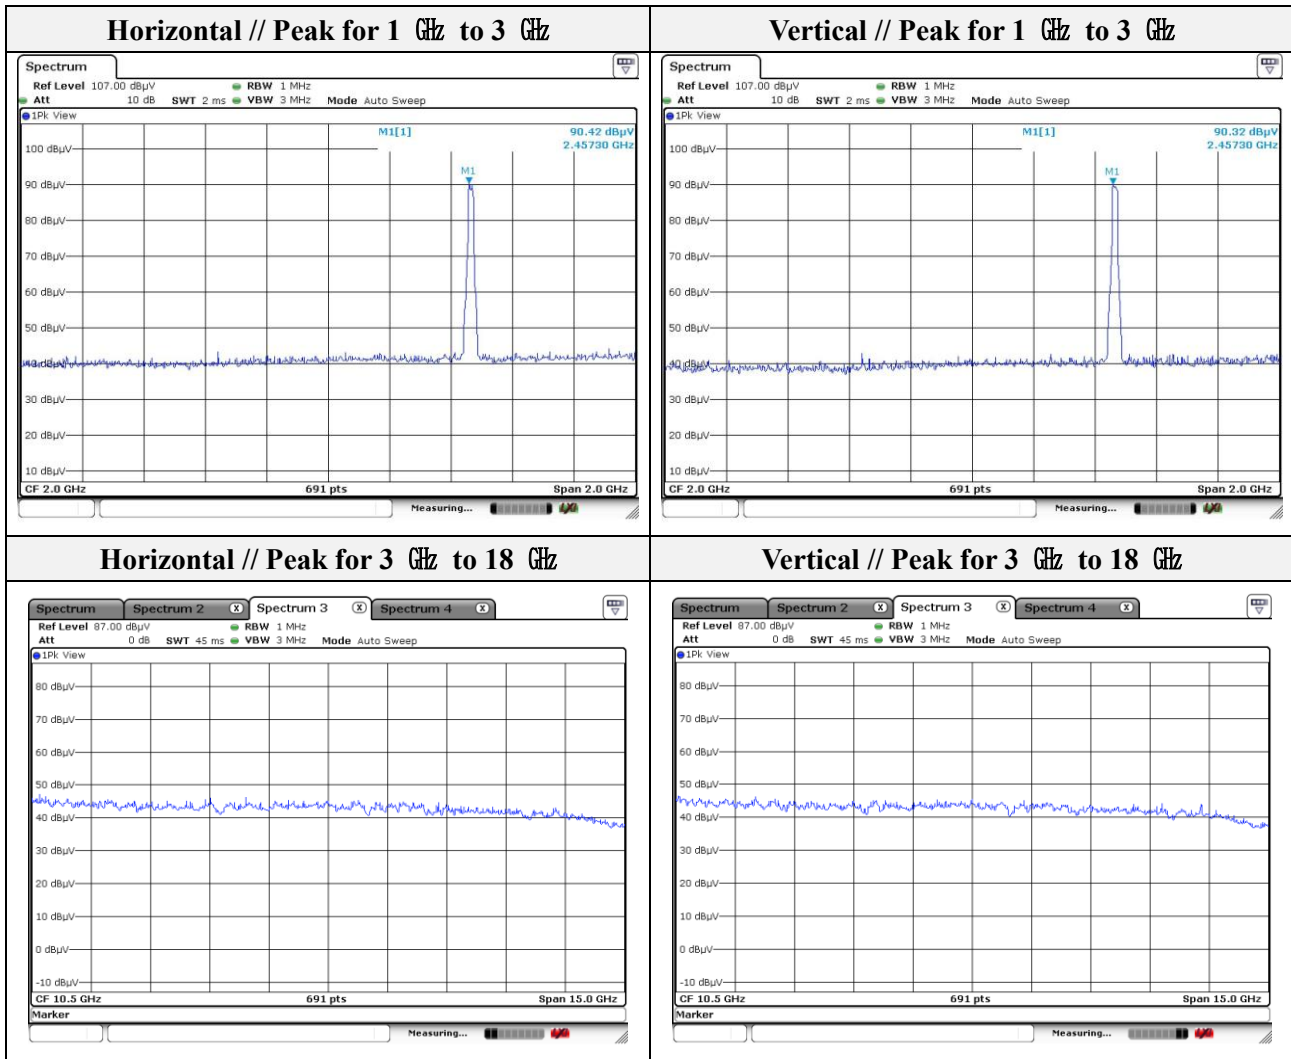 Horizontal // Peak for 1 ㎓ to 3 ㎓
Spectrum
Ref Level 107.00 dBµV RBW 1 MHz
Att 10 dB SWT 2 ms VBW 3 MHz Mode Auto Sweep
1Pk View
M1[1] 90.42 dBµV
2.45730 GHz
100 dBµV
M1
90 dBµV
80 dBµV
70 dBµV
60 dBµV
50 dBµV
40 dBµV
30 dBµV
20 dBµV
10 dBµV
CF 2.0 GHz 691 pts Span 2.0 GHz
Measuring...
Vertical // Peak for 1 ㎓ to 3 ㎓
Spectrum
Ref Level 107.00 dBµV RBW 1 MHz
Att 10 dB SWT 2 ms VBW 3 MHz Mode Auto Sweep
1Pk View
M1[1] 90.32 dBµV
2.45730 GHz
100 dBµV
M1
90 dBµV
80 dBµV
70 dBµV
60 dBµV
50 dBµV
40 dBµV
30 dBµV
20 dBµV
10 dBµV
CF 2.0 GHz 691 pts Span 2.0 GHz
Measuring...
Horizontal // Peak for 3 ㎓ to 18 ㎓
Spectrum Spectrum 2 X Spectrum 3 X Spectrum 4 X
Ref Level 87.00 dBµV RBW 1 MHz
Att 0 dB SWT 45 ms VBW 3 MHz Mode Auto Sweep
1Pk View
80 dBµV
70 dBµV
60 dBµV
50 dBµV
40 dBµV
30 dBµV
20 dBµV
10 dBµV
0 dBµV
-10 dBµV
CF 10.5 GHz 691 pts Span 15.0 GHz
Marker
Measuring...
Vertical // Peak for 3 ㎓ to 18 ㎓
Spectrum Spectrum 2 X Spectrum 3 X Spectrum 4 X
Ref Level 87.00 dBµV RBW 1 MHz
Att 0 dB SWT 45 ms VBW 3 MHz Mode Auto Sweep
1Pk View
80 dBµV
70 dBµV
60 dBµV
50 dBµV
40 dBµV
30 dBµV
20 dBµV
10 dBµV
0 dBµV
-10 dBµV
CF 10.5 GHz 691 pts Span 15.0 GHz
Marker
Measuring...